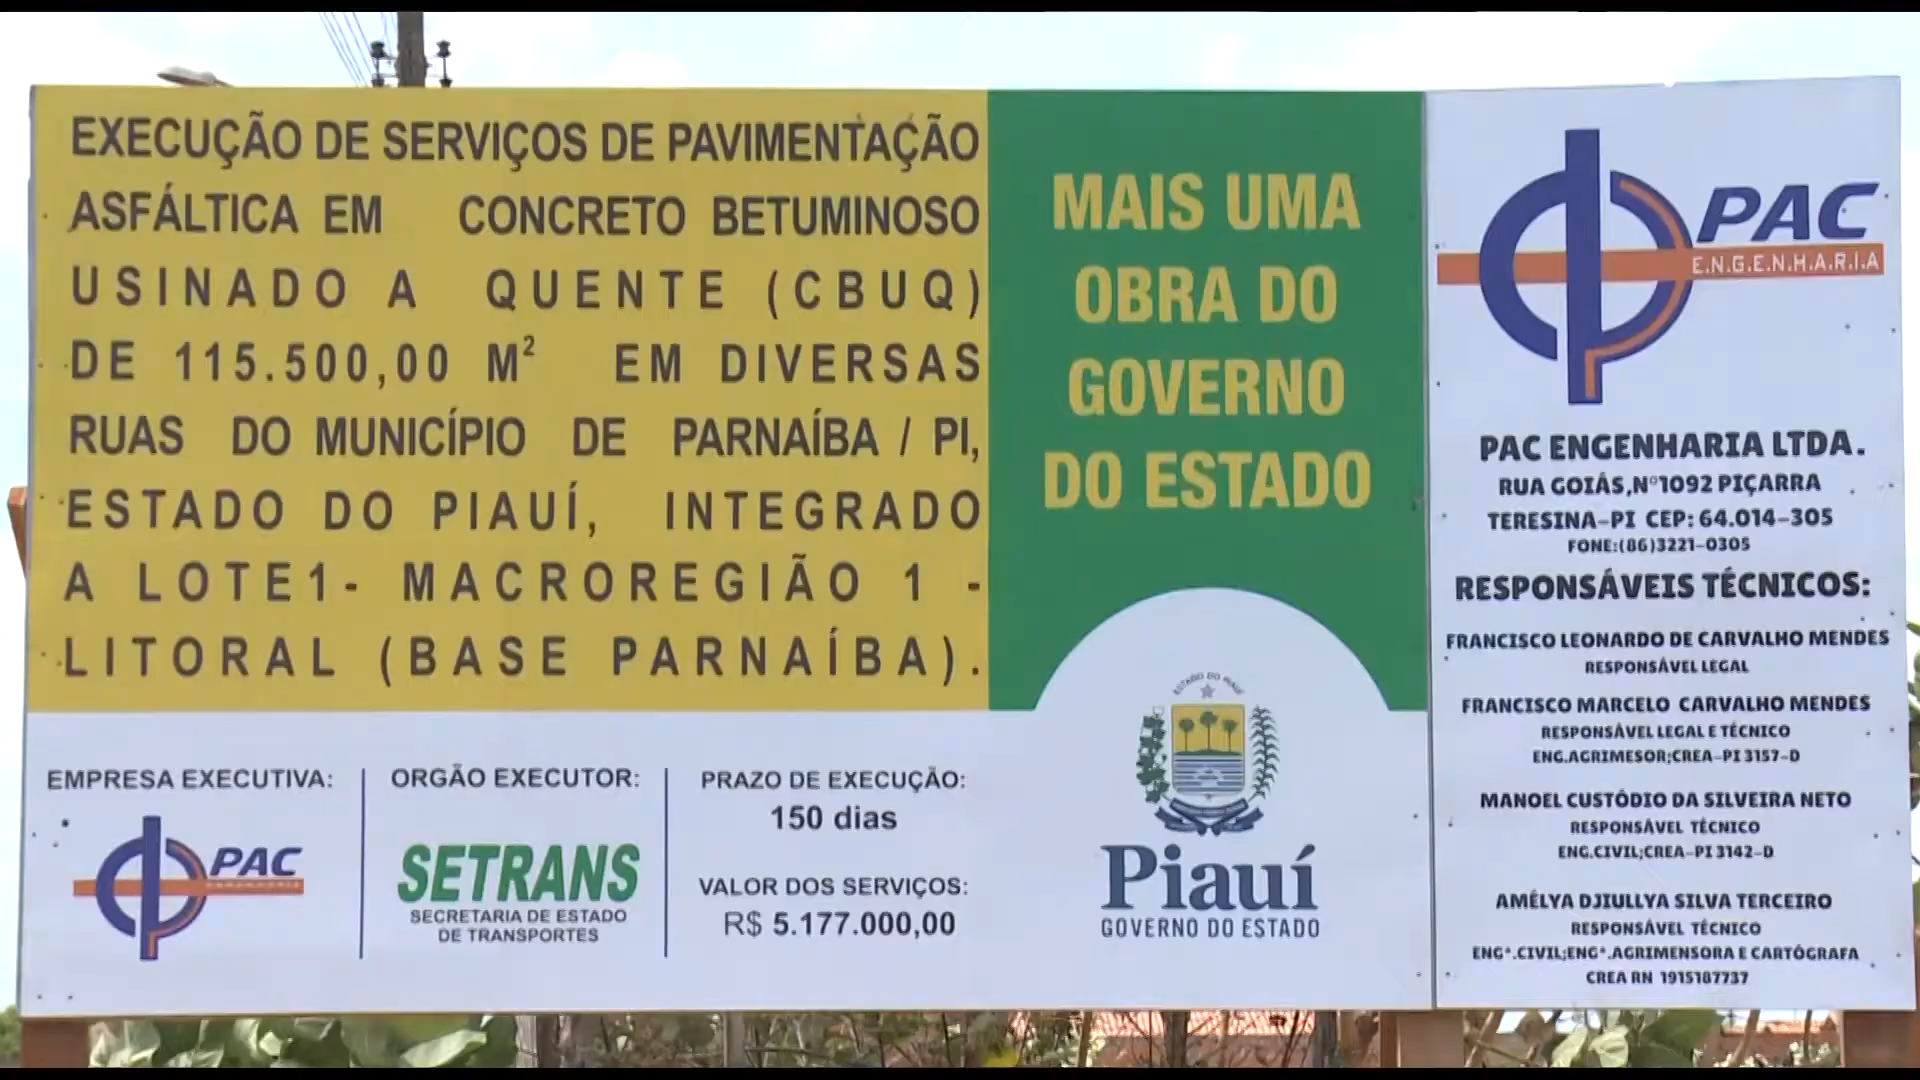 EXECUÇÃO DE SERVIÇOS DE PAVIMENTAÇÃO
ASFÁLTICA EM CONCRETO BETUMINOSO
USINADO A QUENTE (CBUQ)
DE 115.500,00 M² EM DIVERSAS
RUAS DO MUNICÍPIO DE PARNAÍBA / PI,
ESTADO DO PIAUÍ, INTEGRADO
A LOTE1- MACROREGIÃO 1 -
LITORAL (BASE PARNAÍBA).
EMPRESA EXECUTIVA:
PAC
ORGÃO EXECUTOR:
SETRANS
SECRETARIA DE ESTADO
DE TRANSPORTES
PRAZO DE EXECUÇÃO:
150 dias
VALOR DOS SERVIÇOS:
R$ 5.177.000,00
MAIS UMA
OBRA DO
GOVERNO
DO ESTADO
ESTADO DO PIAUÍ
Piauí
GOVERNO DO ESTADO
PAC
E.N.G.E.N.H.A.R.I.A
PAC ENGENHARIA LTDA.
RUA GOIÁS,N°1092 PIÇARRA
TERESINA-PI CEP: 64.014-305
FONE:(86)3221-0305
RESPONSÁVEIS TÉCNICOS:
FRANCISCO LEONARDO DE CARVALHO MENDES
RESPONSÁVEL LEGAL
FRANCISCO MARCELO CARVALHO MENDES
RESPONSÁVEL LEGAL E TÉCNICO
ENG.AGRIMESOR;CREA-PI 3157-D
MANOEL CUSTÓDIO DA SILVEIRA NETO
RESPONSÁVEL TÉCNICO
ENG.CIVIL;CREA-PI 3142-D
AMÉLYA DJIULLYA SILVA TERCEIRO
RESPONSÁVEL TÉCNICO
ENGª.CIVIL;ENGª.AGRIMENSORA E CARTÓGRAFA
CREA RN 1915187737